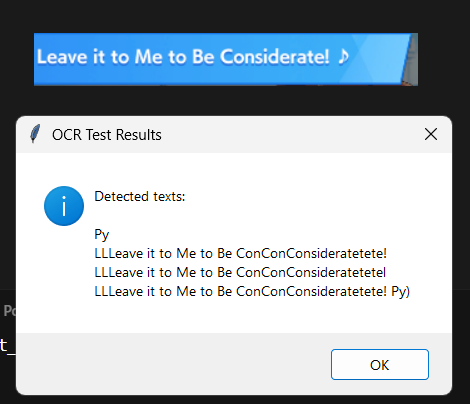 Leave it to Me to Be Considerate! ♪
OCR Test Results
Detected texts:
Py
LLLeave it to Me to Be ConConConsideratetete!
LLLeave it to Me to Be ConConConsideratetetel
LLLeave it to Me to Be ConConConsideratetete! Py)
Po
t_
OK